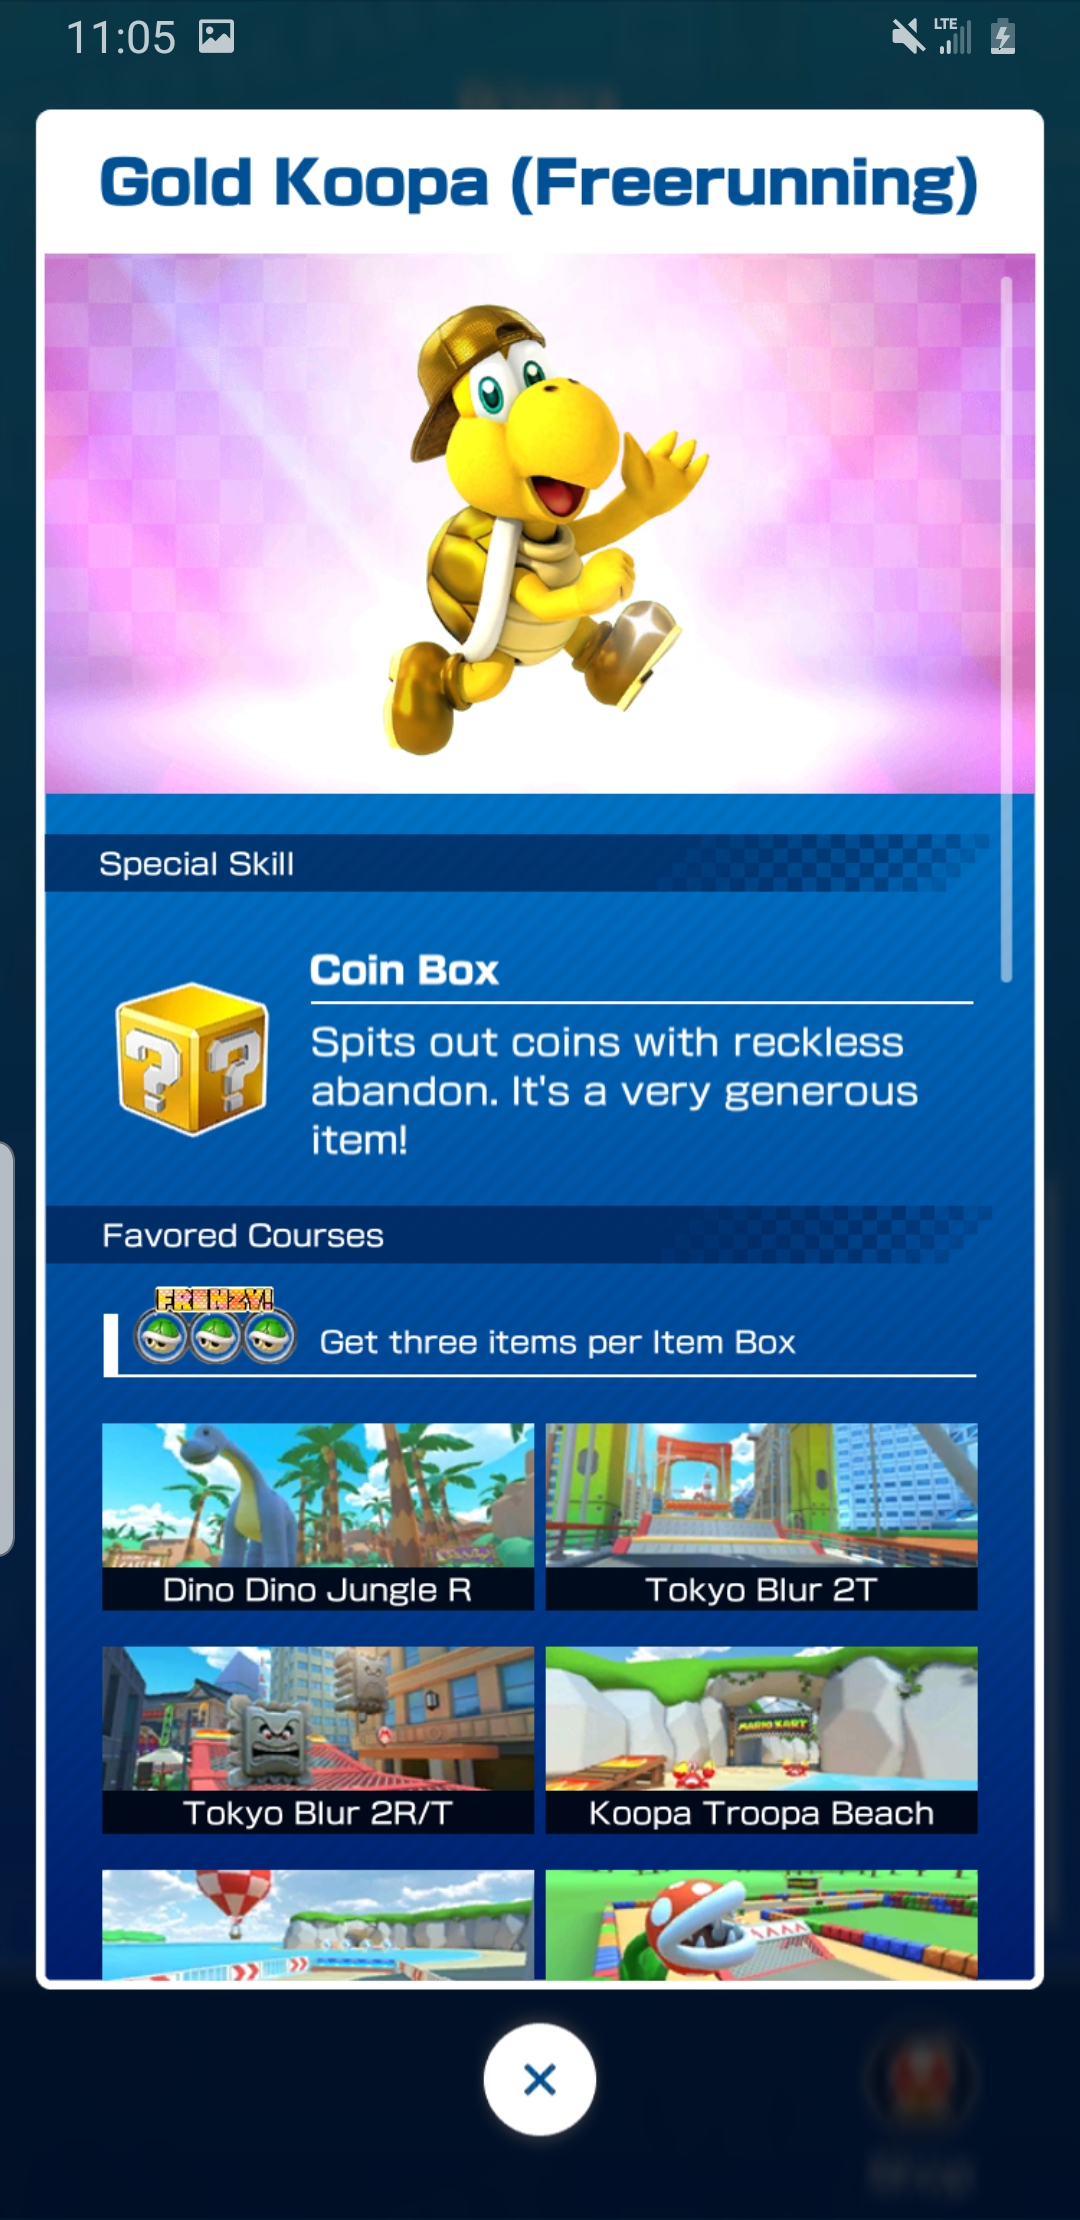 11:05
LTE
Gold Koopa (Freerunning)
Special Skill
Coin Box
Spits out coins with reckless
abandon. It's a very generous
item!
Favored Courses
FRENZY!
Get three items per Item Box
Dino Dino Jungle R
Tokyo Blur 2T
MARIO KART
Tokyo Blur 2R/T
Koopa Troopa Beach